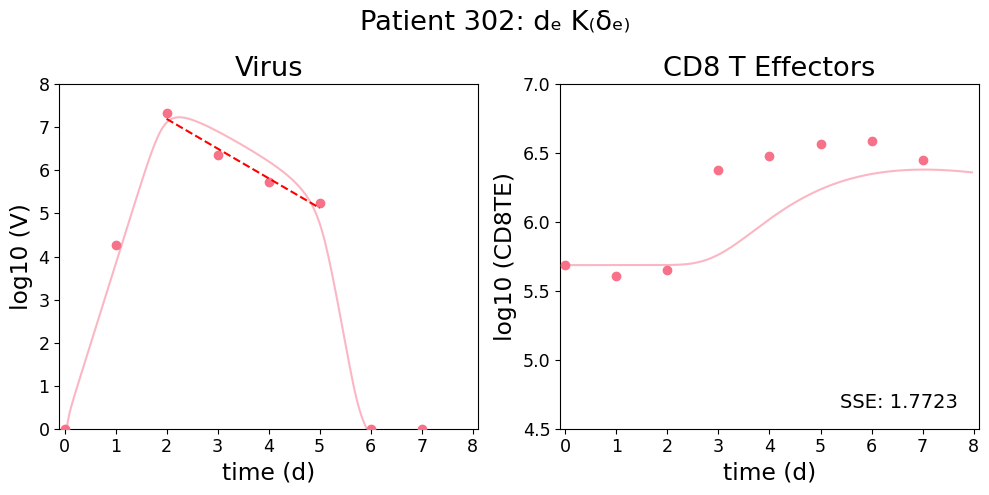 Patient 302: dₑ K₍δₑ₎
Virus
CD8 T Effectors
log10 (V)
8
7
6
5
4
3
2
1
0
0 1 2 3 4 5 6 7 8
time (d)
log10 (CD8TE)
7.0
6.5
6.0
5.5
5.0
4.5
SSE: 1.7723
0 1 2 3 4 5 6 7 8
time (d)